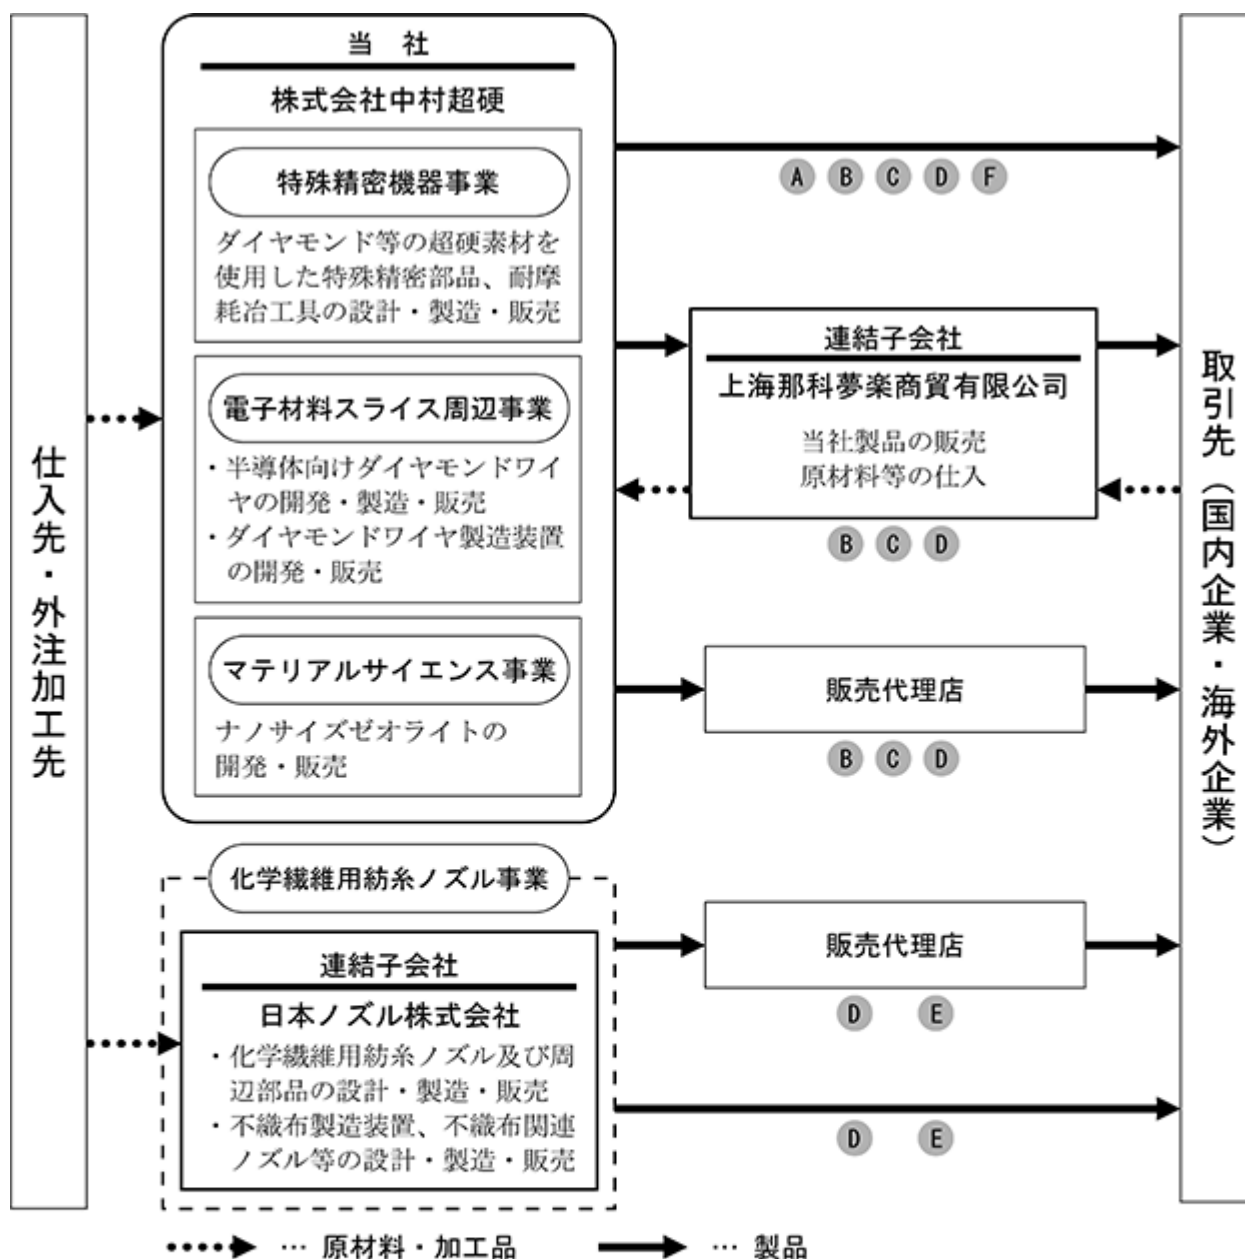 仕入先・外注加工先
当 社
株式会社中村超硬
特殊精密機器事業
ダイヤモンド等の超硬素材を
使用した特殊精密部品、耐摩
耗冶工具の設計・製造・販売
電子材料スライス周辺事業
・半導体向けダイヤモンドワイ
ヤの開発・製造・販売
・ダイヤモンドワイヤ製造装置
の開発・販売
マテリアルサイエンス事業
ナノサイズゼオライトの
開発・販売
化学繊維用紡糸ノズル事業
連結子会社
日本ノズル株式会社
・化学繊維用紡糸ノズル及び周
辺部品の設計・製造・販売
・不織布製造装置、不織布関連
ノズル等の設計・製造・販売
A B C D F
連結子会社
上海那科夢楽商貿有限公司
当社製品の販売
原材料等の仕入
B C D
販売代理店
B C D
販売代理店
D E
D E
取引先（国内企業・海外企業）
… 原材料・加工品
… 製品